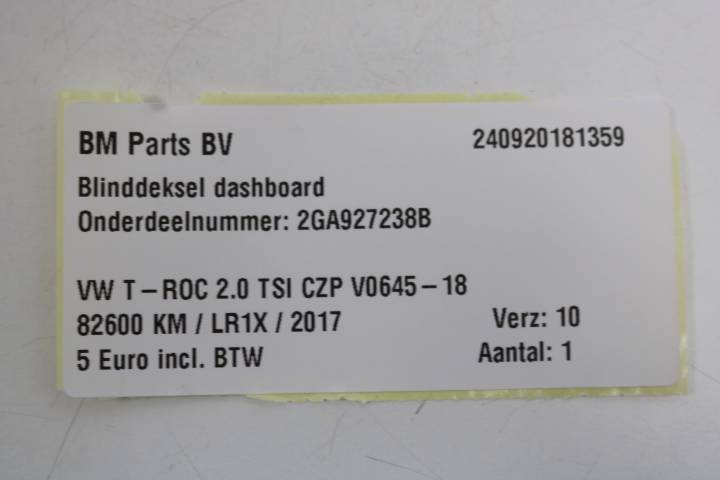 BM Parts BV 240920181359
Blinddeksel dashboard
Onderdeelnummer: 2GA927238B
VW T-ROC 2.0 TSI CZP V0645-18
82600 KM / LR1X / 2017 Verz: 10
5 Euro incl. BTW Aantal: 1